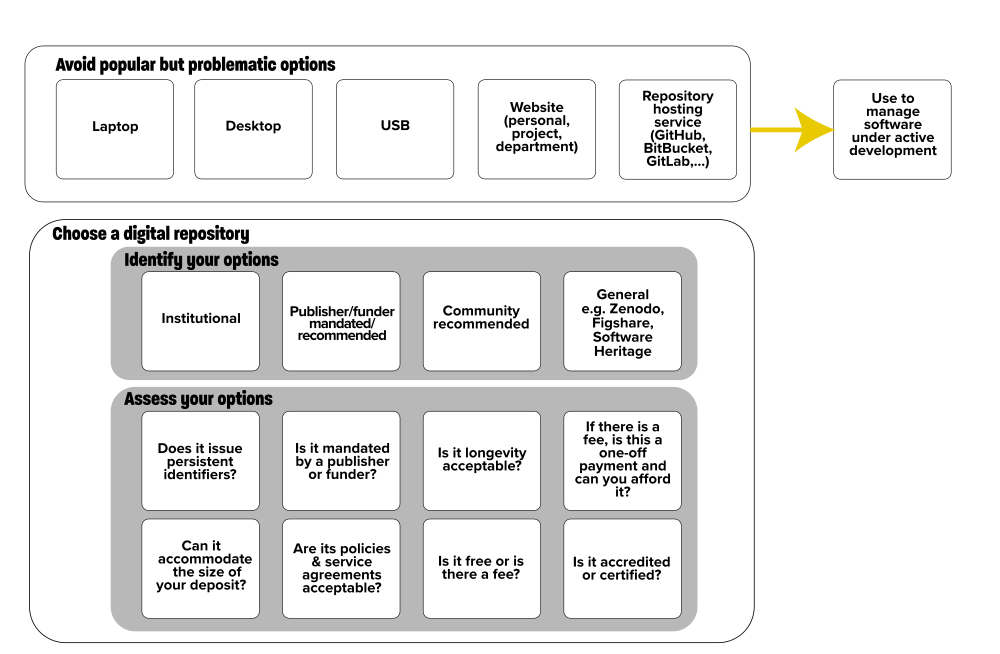 Avoid popular but problematic options
Laptop
Desktop
USB
Website
(personal,
project,
department)
Repository
hosting
service
(GitHub,
BitBucket,
GitLab,...)
Use to
manage
software
under active
development
Choose a digital repository
Identify your options
Institutional
Publisher/funder
mandated/
recommended
Community
recommended
General
e.g. Zenodo,
Figshare,
Software
Heritage
Assess your options
Does it issue
persistent
identifiers?
Is it mandated
by a publisher
or funder?
Is it longevity
acceptable?
If there is a
fee, is this a
one-off
payment and
can you afford
it?
Can it
accommodate
the size of
your deposit?
Are its policies
& service
agreements
acceptable?
Is it free or is
there a fee?
Is it accredited
or certified?